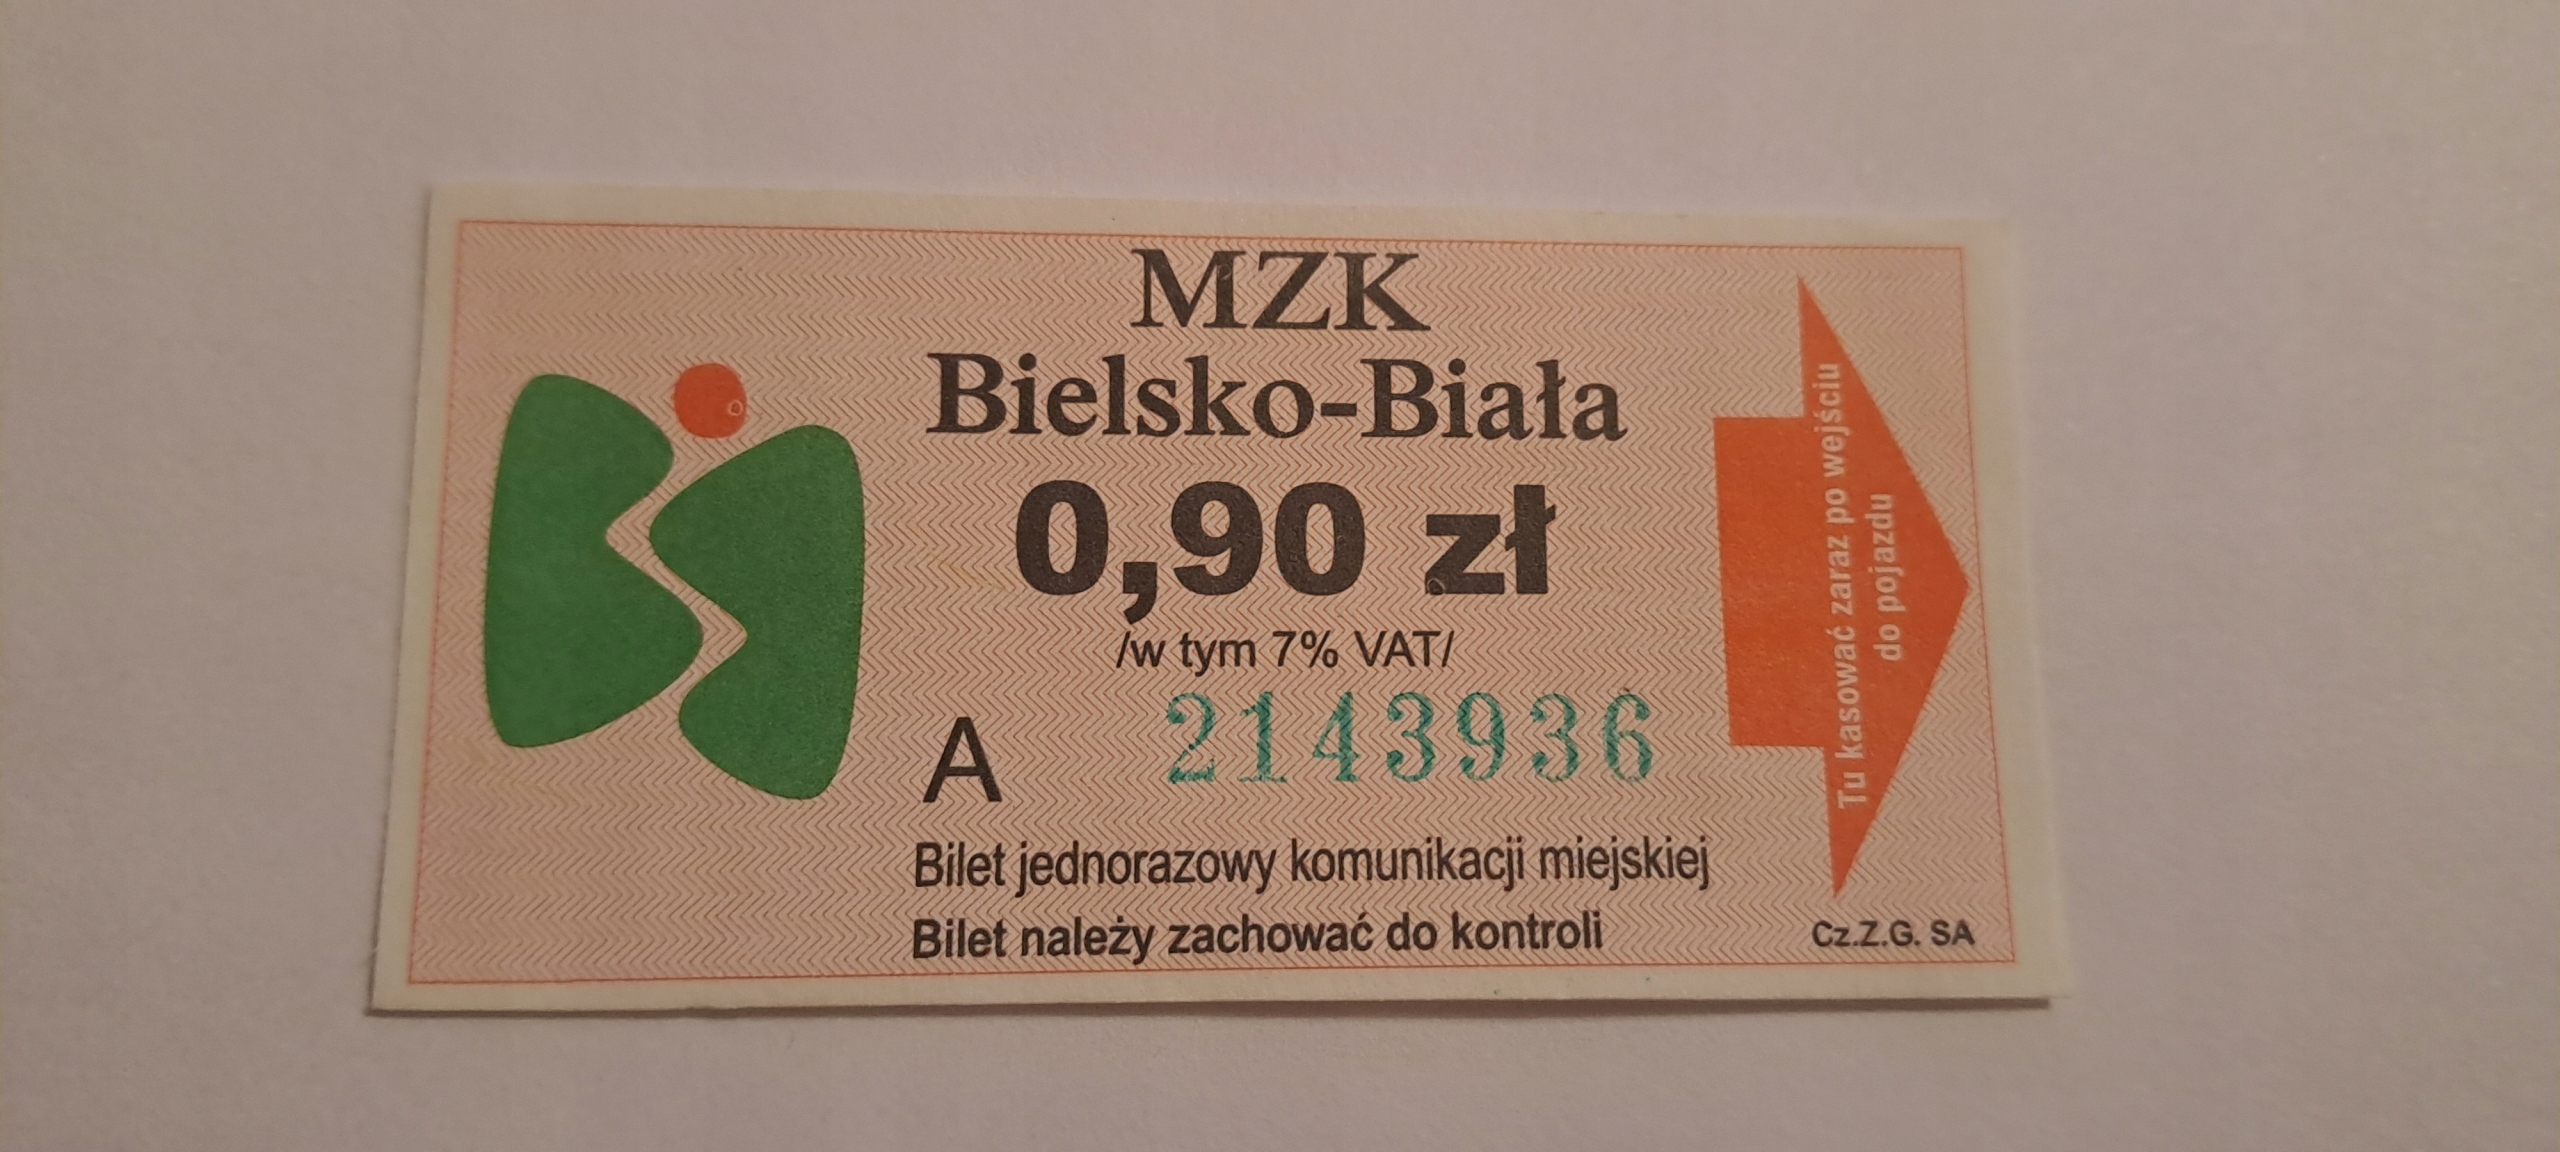 MZK
Bielsko-Biała
0,90 zł
/w tym 7% VAT/
A 2143936
Bilet jednorazowy komunikacji miejskiej
Bilet należy zachować do kontroli
Tu kasować zaraz po wejściu
do pojazdu
Cz.Z.G. SA